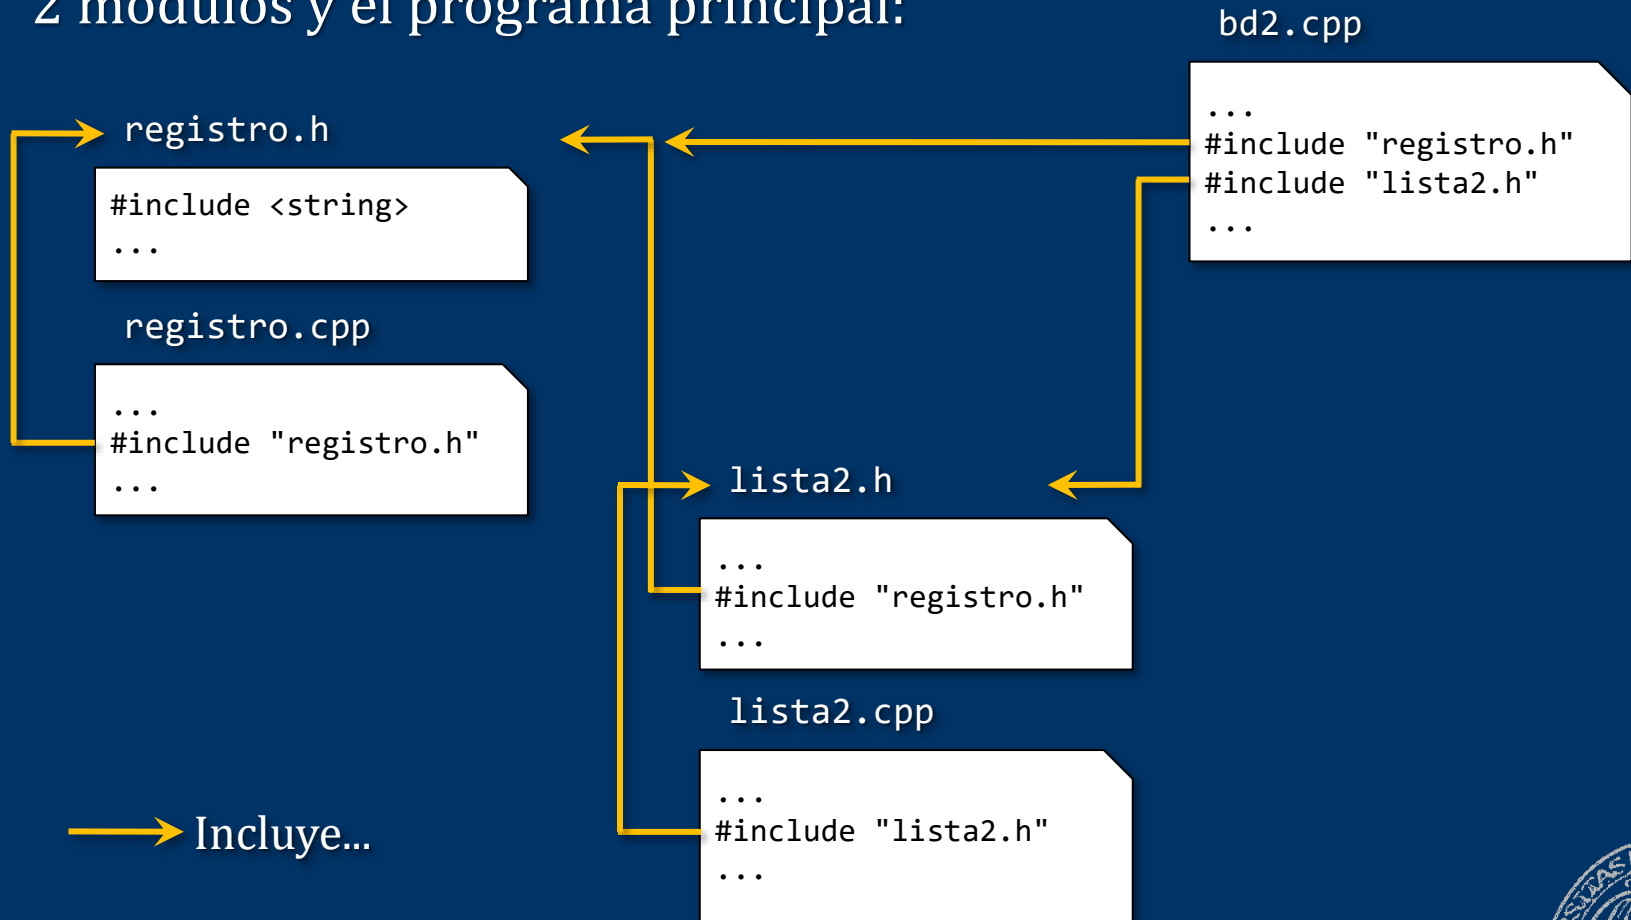 2 módulos y el programa principal:
bd2.cpp
...
#include "registro.h"
#include "lista2.h"
...
registro.h
#include <string>
...
registro.cpp
...
#include "registro.h"
...
lista2.h
...
#include "registro.h"
...
lista2.cpp
...
#include "lista2.h"
...
Incluye...